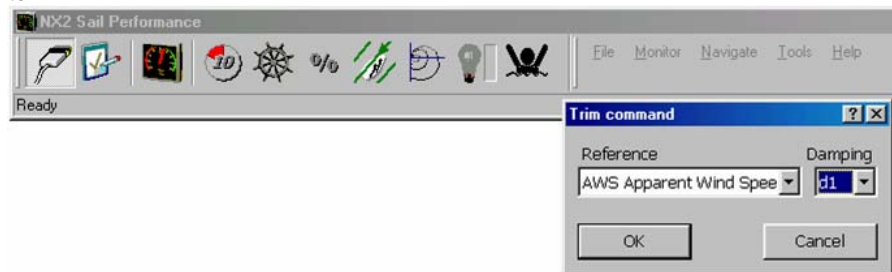 NX2 Sail Performance
10
%
File Monitor Navigate Tools Help
Ready
Trim command
Reference Damping
AWS Apparent Wind Spee d1
OK Cancel